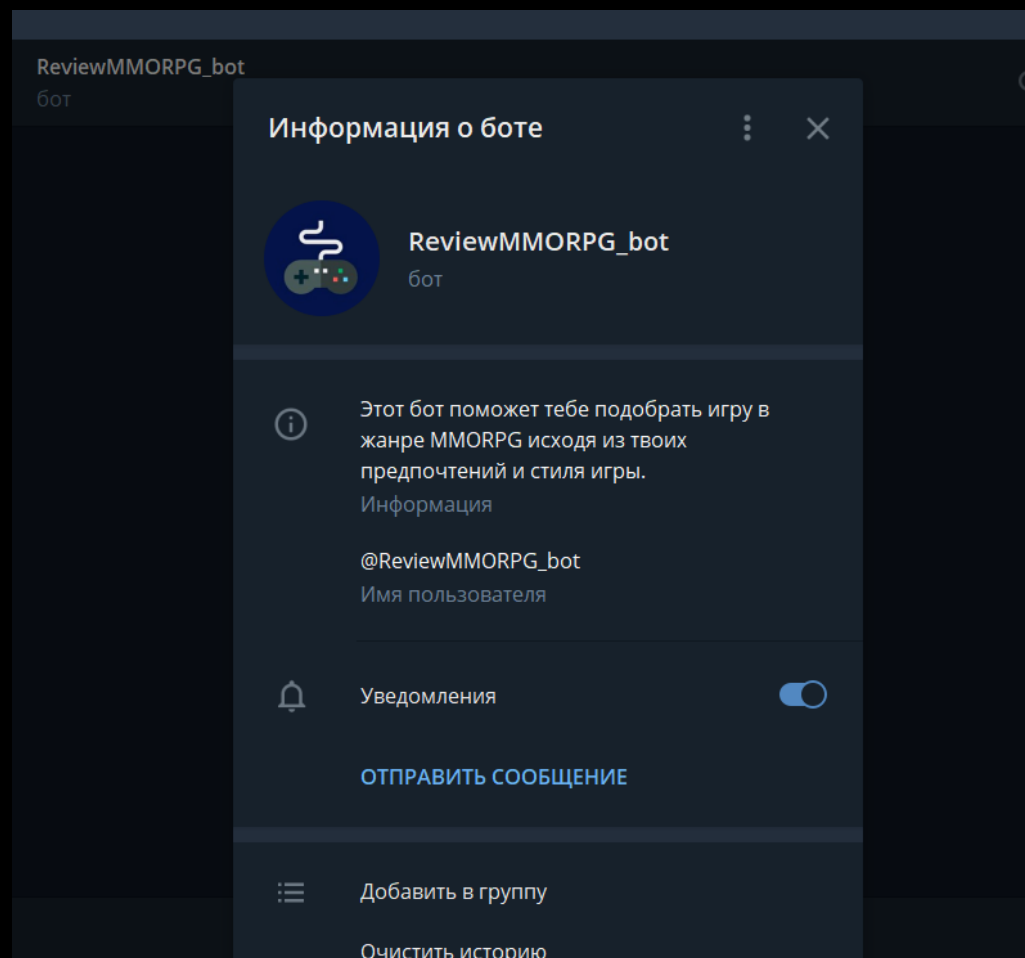 ReviewMMORPG_bot
бот
Информация о боте
ReviewMMORPG_bot
бот
Этот бот поможет тебе подобрать игру в
жанре MMORPG исходя из твоих
предпочтений и стиля игры.
Информация
@ReviewMMORPG_bot
Имя пользователя
Уведомления
ОТПРАВИТЬ СООБЩЕНИЕ
Добавить в группу
Очистить историю